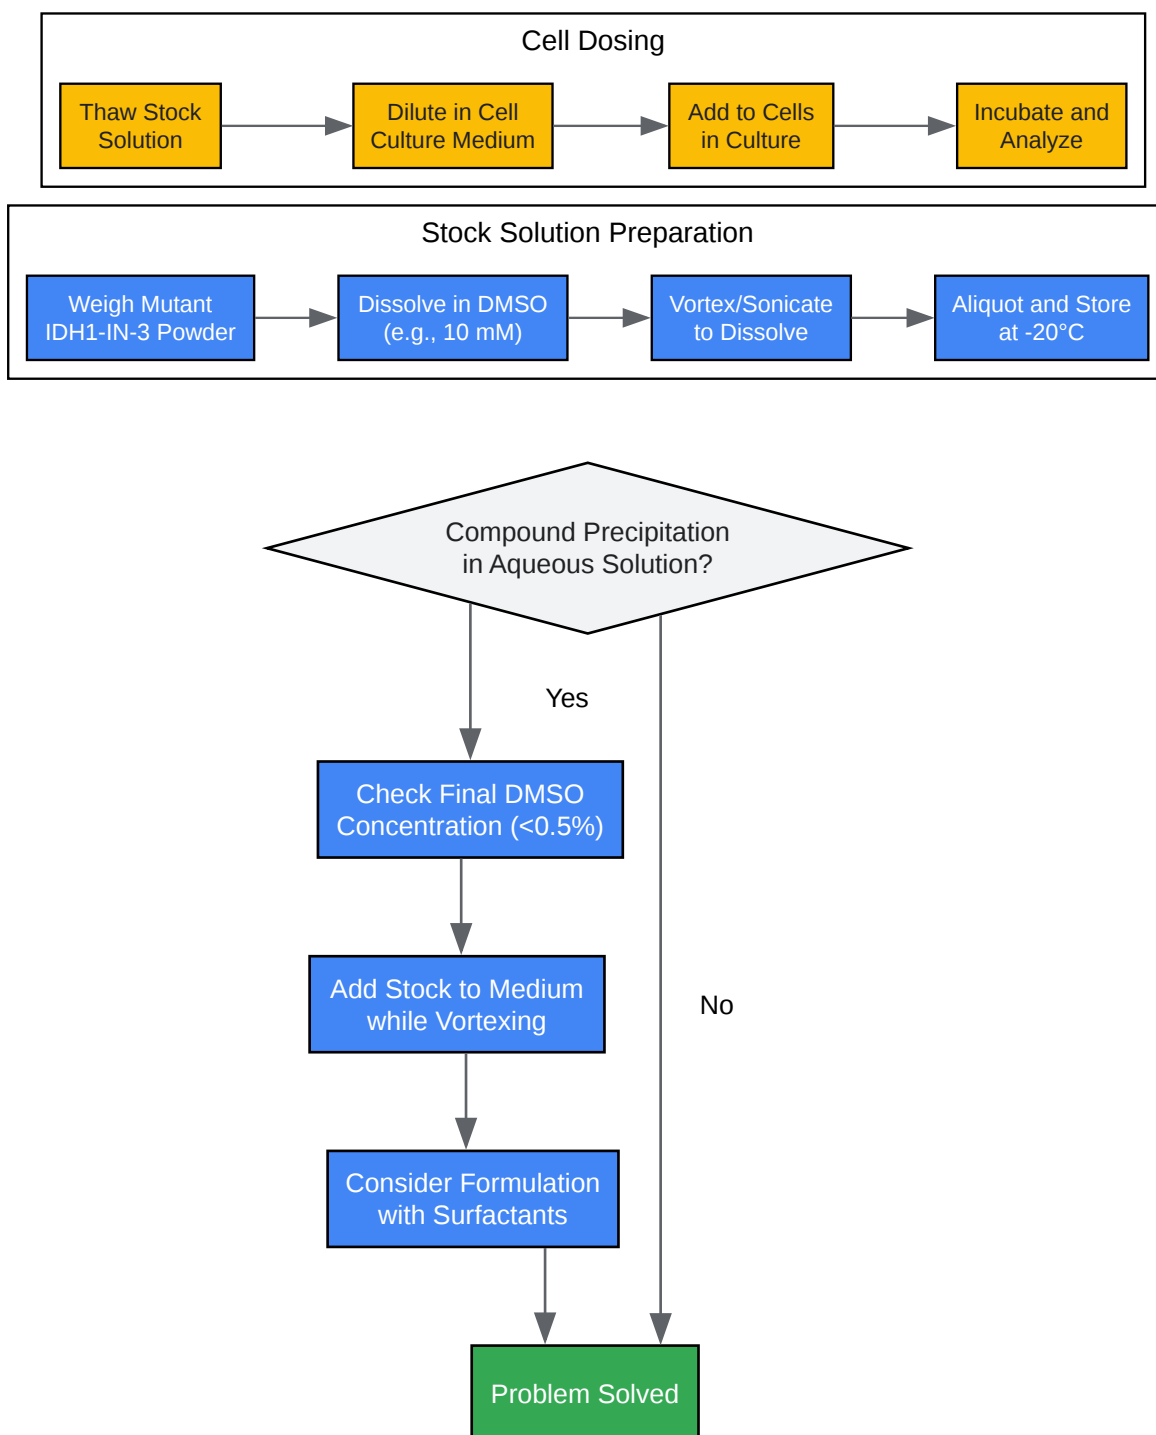 Cell Dosing
Thaw Stock
Solution
Dilute in Cell
Culture Medium
Add to Cells
in Culture
Incubate and
Analyze
Stock Solution Preparation
Weigh Mutant
IDH1-IN-3 Powder
Dissolve in DMSO
(e.g., 10 mM)
Vortex/Sonicate
to Dissolve
Aliquot and Store
at -20°C
Compound Precipitation
in Aqueous Solution?
Yes
Check Final DMSO
Concentration (<0.5%)
Add Stock to Medium
while Vortexing
No
Consider Formulation
with Surfactants
Problem Solved